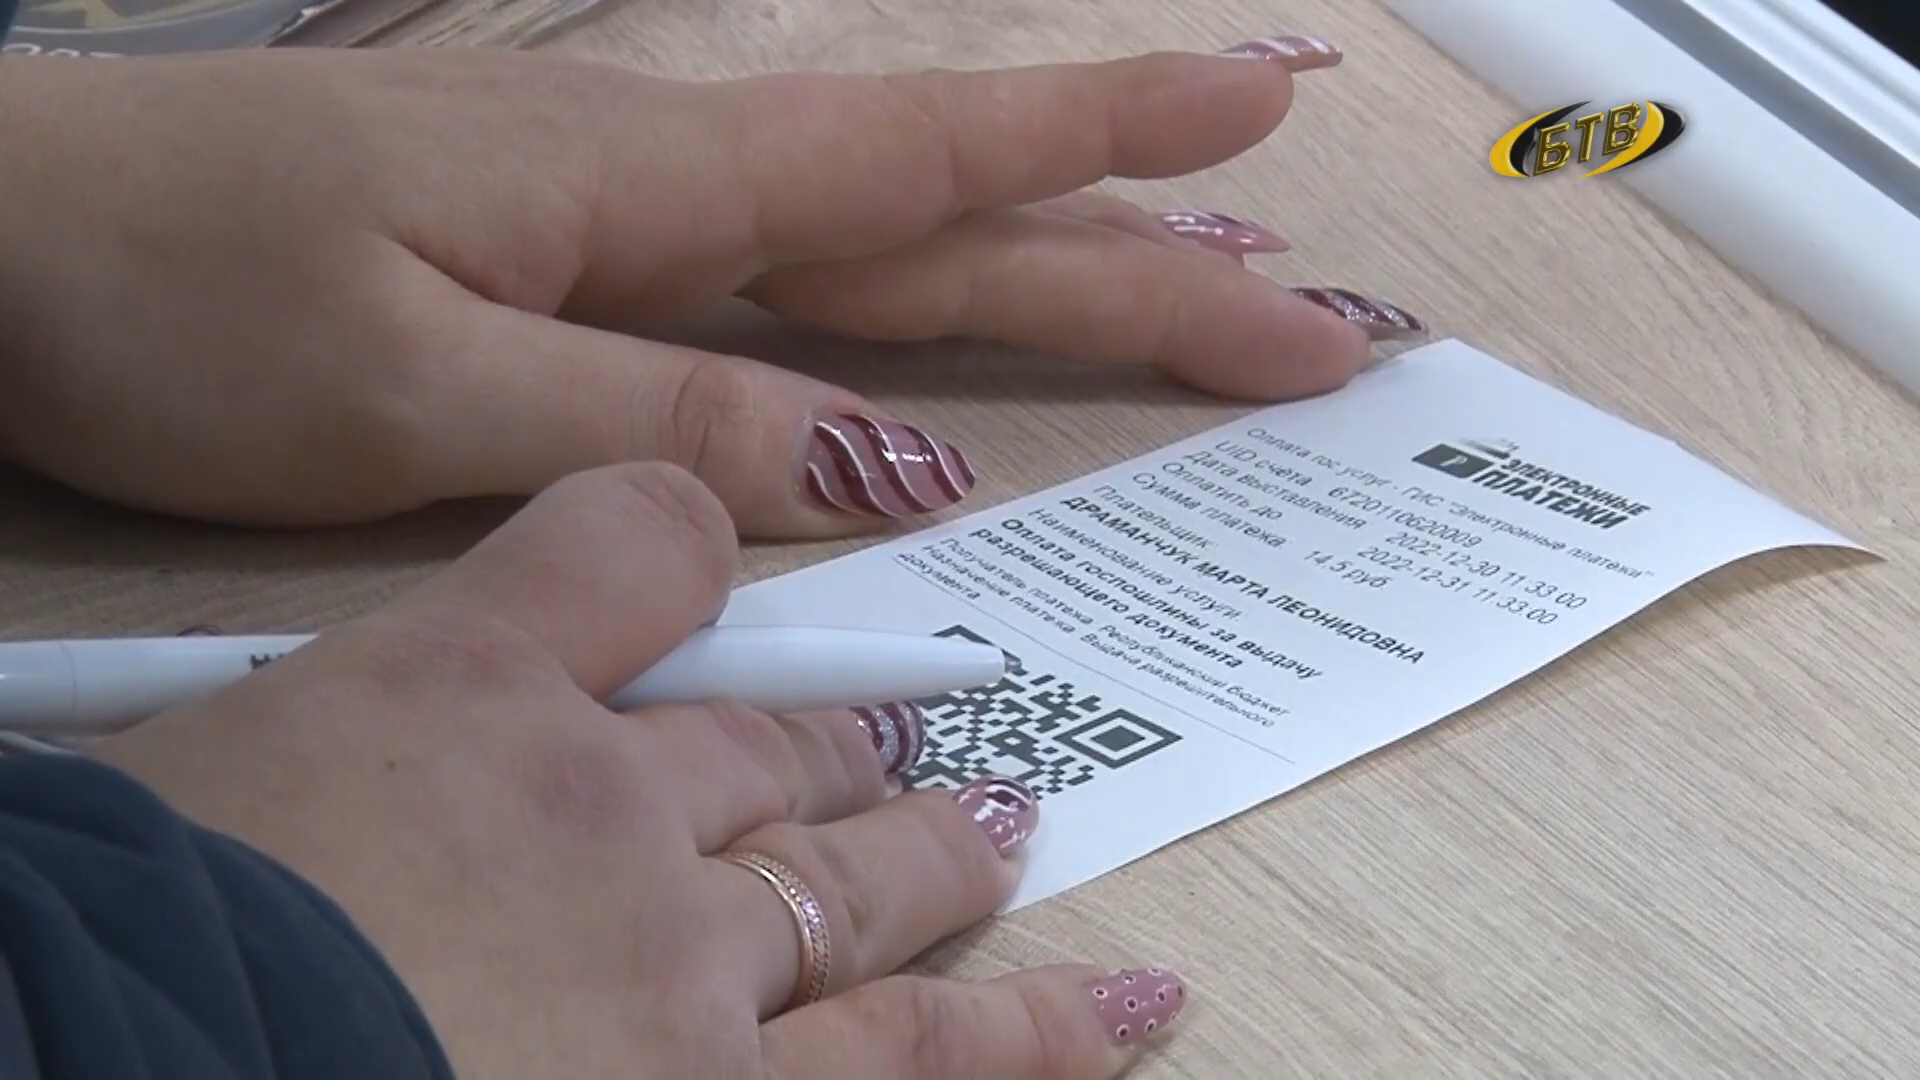 БТВ
ЭЛЕКТРОННЫЕ
ПЛАТЕЖИ
Оплата гос услуг - ГИС "Электронные платежи"
UID счёта 6720110620009
Дата выставления 2022-12-30 11:33:00
Оплатить до 2022-12-31 11:33:00
Сумма платежа 14.5 руб.
Плательщик
ДРАМАНЧУК МАРТА ЛЕОНИДОВНА
Наименование услуги
Оплата госпошлины за выдачу
разрешающего документа
Получатель платежа Республиканский бюджет
Назначение платежа Выдача разрешительного
документа